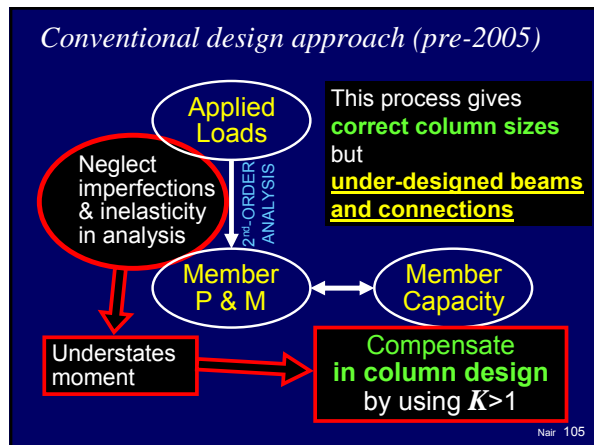 Conventional design approach (pre-2005)
Applied
Loads
This process gives
correct column sizes
but
under-designed beams
and connections
Neglect
imperfections
& inelasticity
in analysis
2nd-ORDER
ANALYSIS
Member
P & M
Member
Capacity
Understates
moment
Compensate
in column design
by using K>1
Nair 105